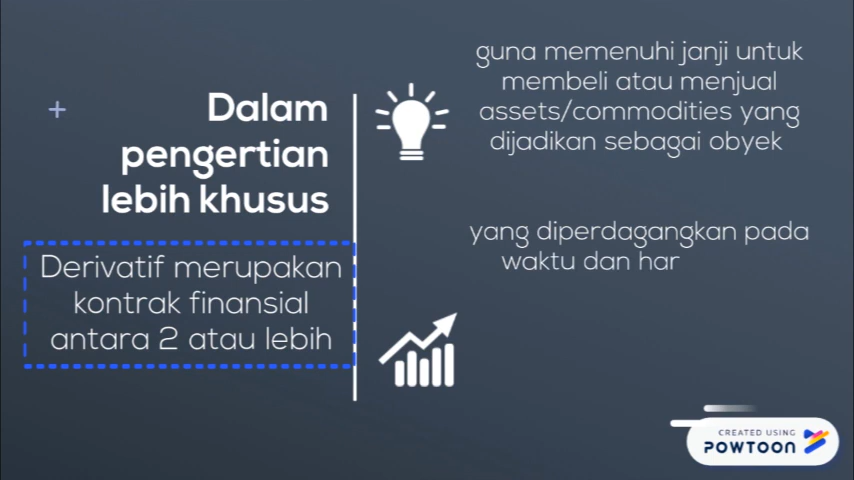 Dalam
pengertian
lebih khusus
Derivatif merupakan
kontrak finansial
antara 2 atau lebih
guna memenuhi janji untuk
membeli atau menjual
assets/commodities yang
dijadikan sebagai obyek
yang diperdagangkan pada
waktu dan har
CREATED USING
POWTOON